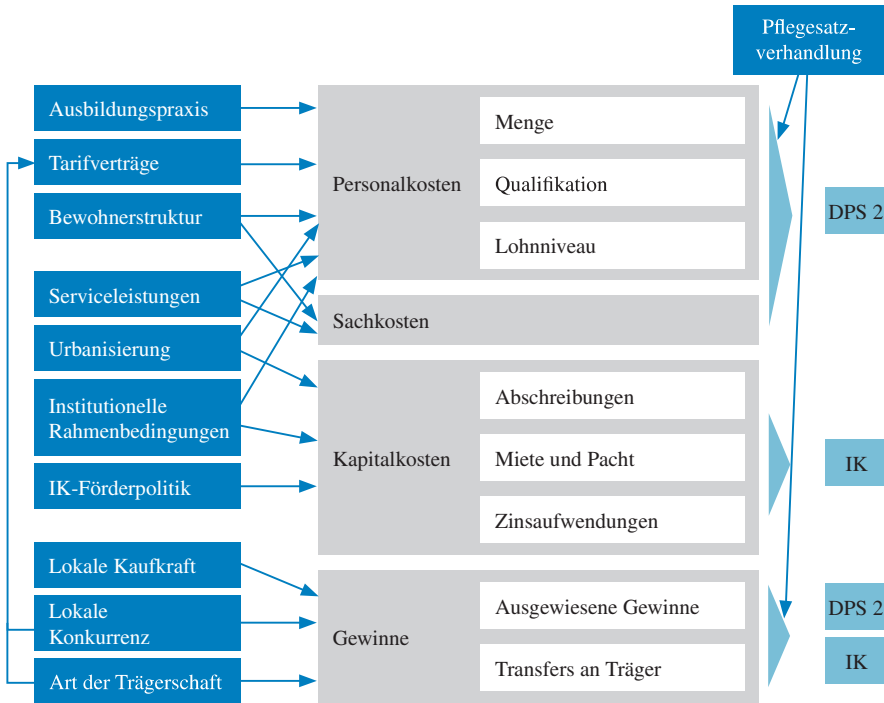 Pflegesatz-
verhandlung
Ausbildungspraxis
Tarifverträge
Bewohnerstruktur
Serviceleistungen
Urbanisierung
Institutionelle
Rahmenbedingungen
IK-Förderpolitik
Lokale Kaufkraft
Lokale
Konkurrenz
Art der Trägerschaft
Personalkosten
Menge
Qualifikation
Lohnniveau
Sachkosten
Kapitalkosten
Abschreibungen
Miete und Pacht
Zinsaufwendungen
Gewinne
Ausgewiesene Gewinne
Transfers an Träger
DPS 2
IK
DPS 2
IK